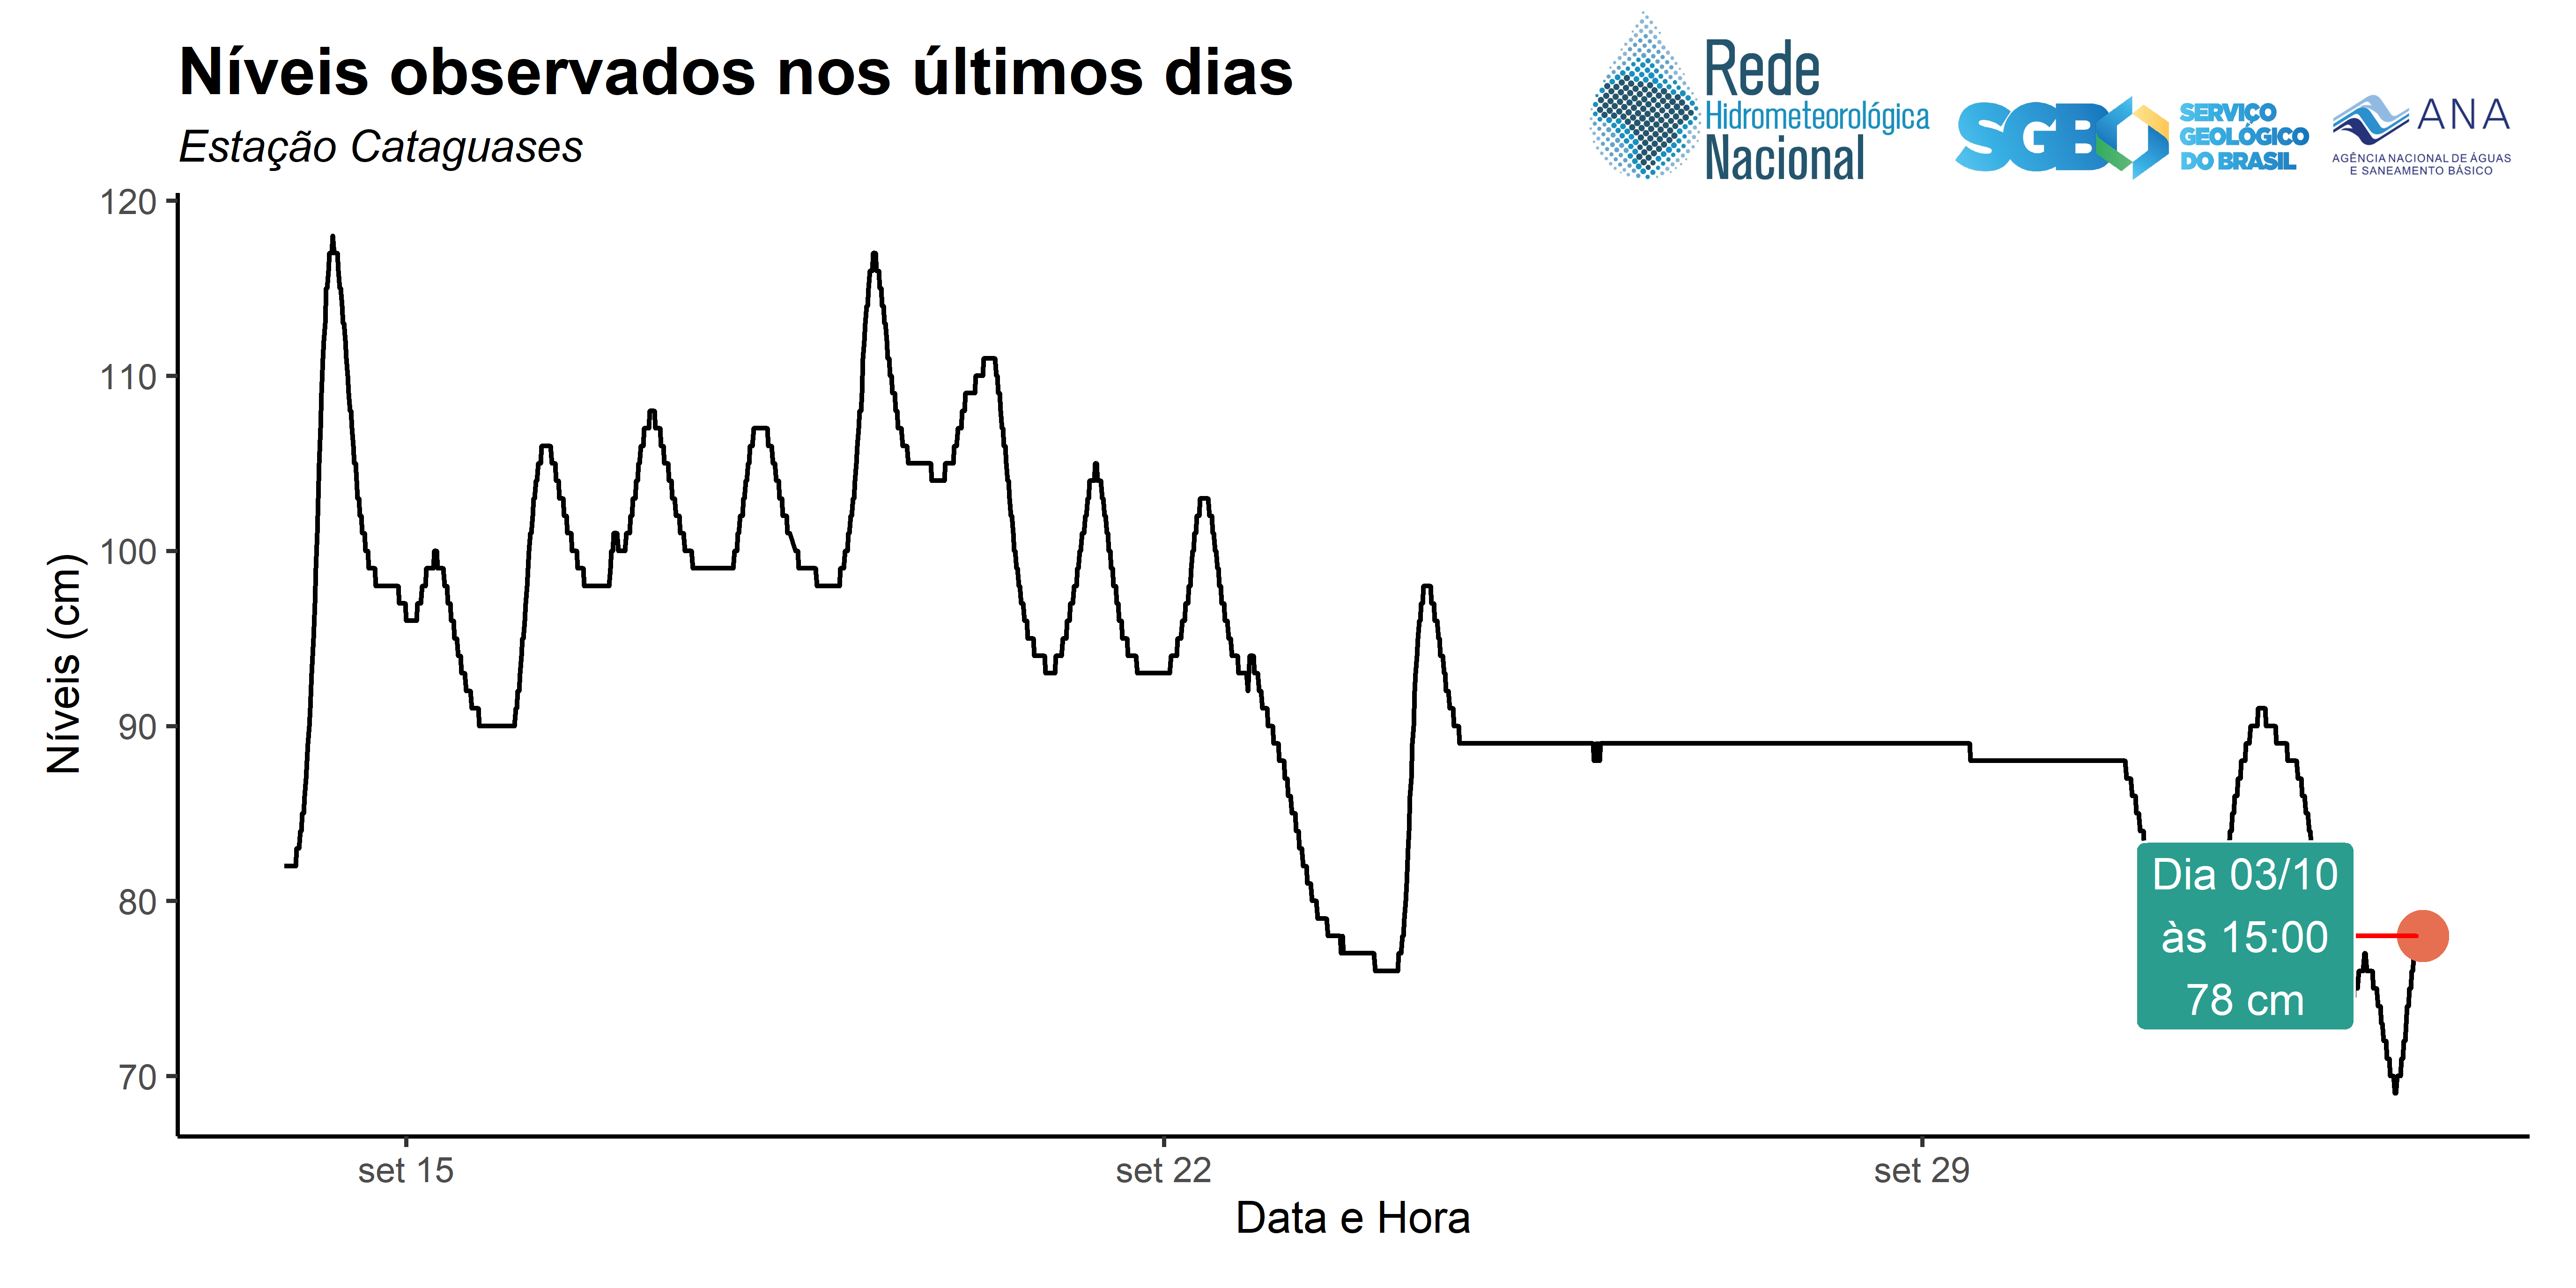 Níveis observados nos últimos dias
Estação Cataguases
Rede
Hidrometeorológica
Nacional
SGB
SERVIÇO
GEOLÓGICO
DO BRASIL
ANA
AGÊNCIA NACIONAL DE ÁGUAS
E SANEAMENTO BÁSICO
120
110
100
90
80
70
Níveis (cm)
Dia 03/10
às 15:00
78 cm
set 15
set 22
set 29
Data e Hora